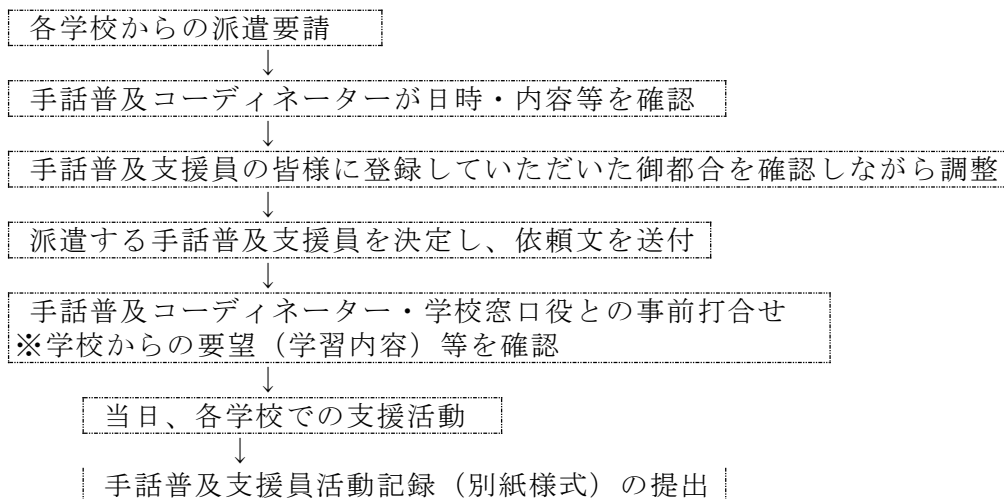 各学校からの派遣要請
↓
手話普及コーディネーターが日時・内容等を確認
↓
手話普及支援員の皆様に登録していただいた御都合を確認しながら調整
↓
派遣する手話普及支援員を決定し、依頼文を送付
↓
手話普及コーディネーター・学校窓口役との事前打合せ
※学校からの要望（学習内容）等を確認
↓
当日、各学校での支援活動
↓
手話普及支援員活動記録（別紙様式）の提出